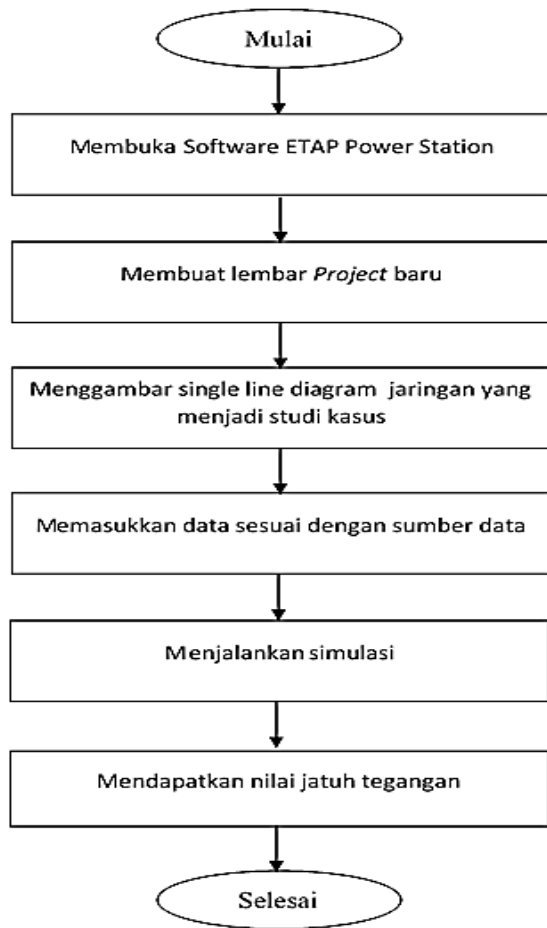 Mulai
Membuka Software ETAP Power Station
Membuat lembar Project baru
Menggambar single line diagram jaringan yang
menjadi studi kasus
Memasukkan data sesuai dengan sumber data
Menjalankan simulasi
Mendapatkan nilai jatuh tegangan
Selesai